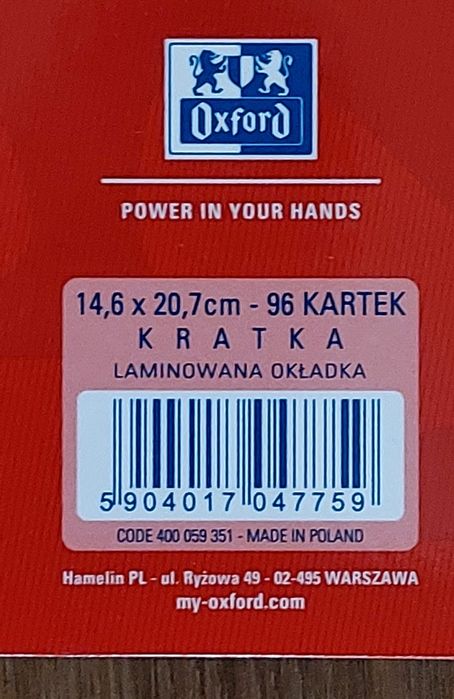 Oxford
POWER IN YOUR HANDS
14,6 x 20,7cm - 96 KARTEK
K R A T K A
LAMINOWANA OKŁADKA
5 904017 047759
CODE 400 059 351 - MADE IN POLAND
Hamelin PL - ul. Ryżowa 49 - 02-495 WARSZAWA
my-oxford.com